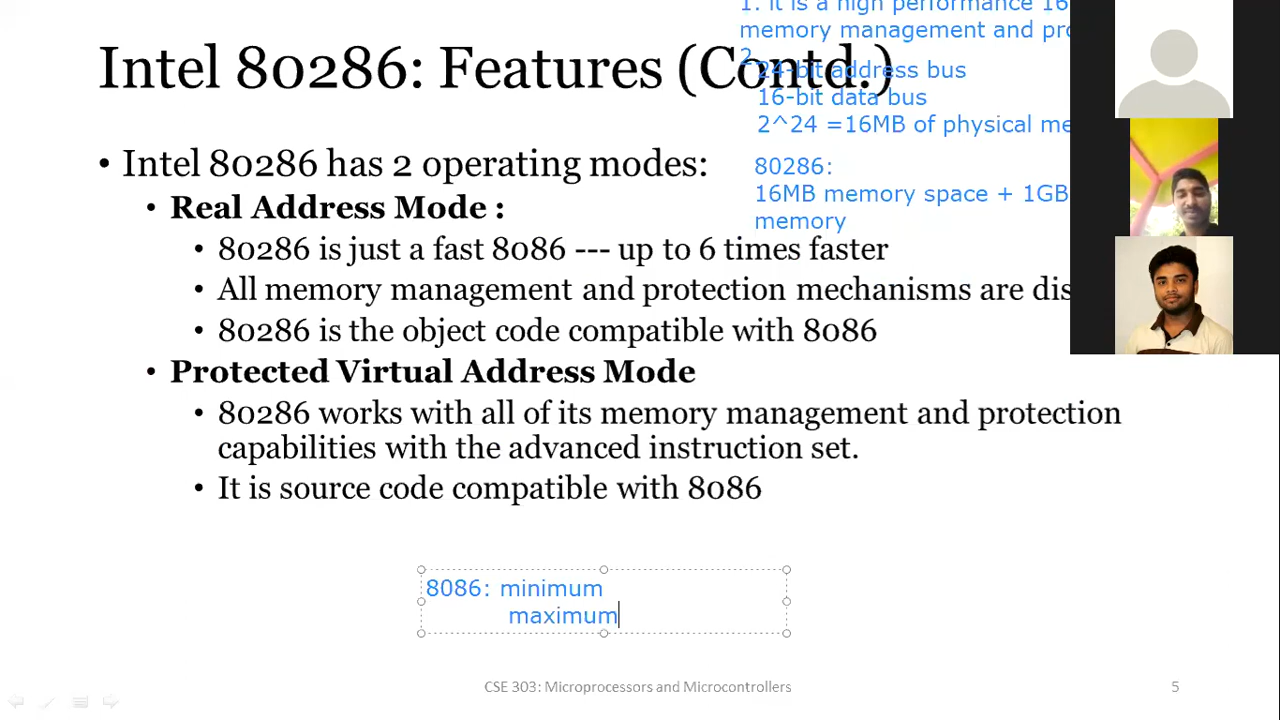 1. It is a high performance 16
memory management and pro
2
Intel 80286: Features (Contd.)
24-bit address bus
16-bit data bus
2^24 =16MB of physical me
80286:
16MB memory space + 1GB
memory
• Intel 80286 has 2 operating modes:
• Real Address Mode :
• 80286 is just a fast 8086 --- up to 6 times faster
• All memory management and protection mechanisms are dis
• 80286 is the object code compatible with 8086
• Protected Virtual Address Mode
• 80286 works with all of its memory management and protection
capabilities with the advanced instruction set.
• It is source code compatible with 8086
8086: minimum
maximum
CSE 303: Microprocessors and Microcontrollers
5